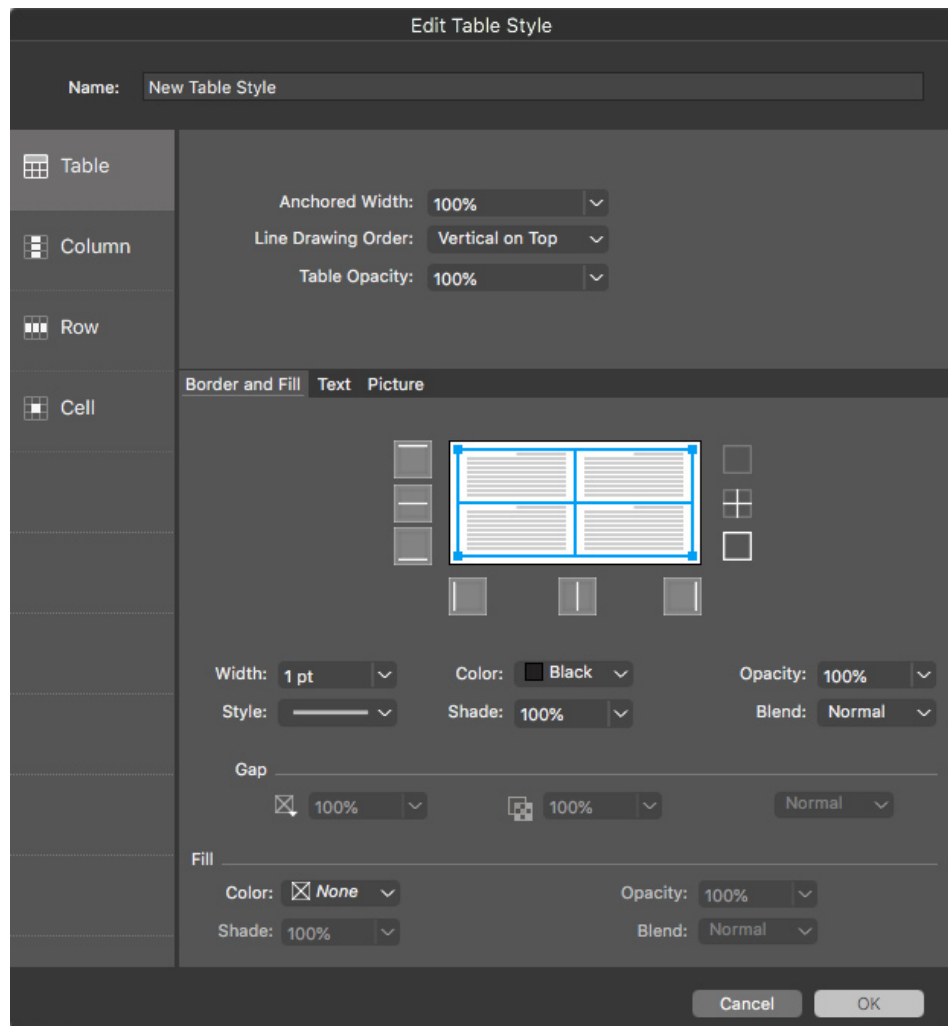 Edit Table Style
Name: New Table Style
Table
Column
Row
Cell
Anchored Width: 100%
Line Drawing Order: Vertical on Top
Table Opacity: 100%
Border and Fill Text Picture
Width: 1 pt Color: Black Opacity: 100%
Style: Shade: 100% Blend: Normal
Gap
100% 100% Normal
Fill
Color: None Opacity: 100%
Shade: 100% Blend: Normal
Cancel OK